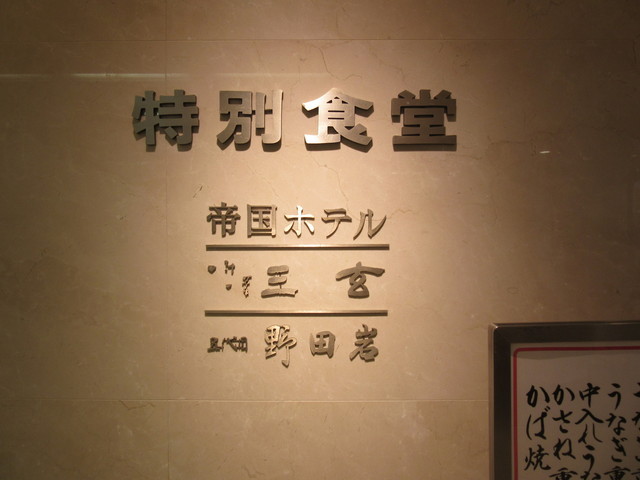 特別食堂
帝国ホテル
三玄
野田岩
うなぎ重
中入れうな
かさね重
かば焼